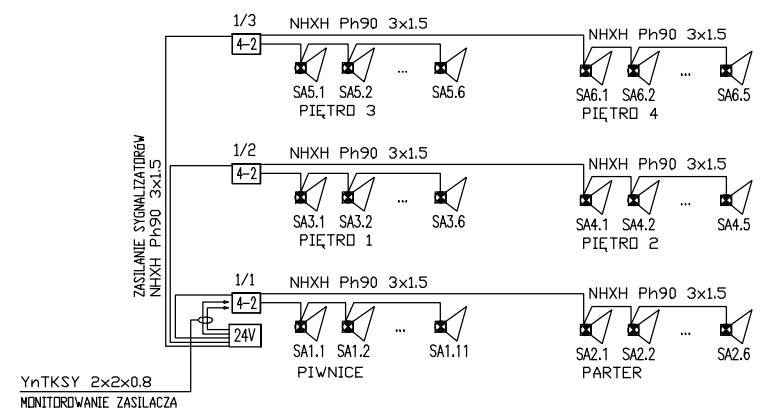 1/3 NHXH Ph90 3x1.5 NHXH Ph90 3x1.5
4-2
... ...
SA5.1 SA5.2 SA5.6 SA6.1 SA6.2 SA6.5
PIĘTRO 3 PIĘTRO 4
ZASILANIE SYGNALIZATORÓW
NHXH Ph90 3x1.5
1/2 NHXH Ph90 3x1.5 NHXH Ph90 3x1.5
4-2
... ...
SA3.1 SA3.2 SA3.6 SA4.1 SA4.2 SA4.5
PIĘTRO 1 PIĘTRO 2
1/1 NHXH Ph90 3x1.5 NHXH Ph90 3x1.5
4-2
24V ... ...
SA1.1 SA1.2 SA1.11 SA2.1 SA2.2 SA2.6
PIWNICE PARTER
YnTKSY 2x2x0.8
MONITOROWANIE ZASILACZA